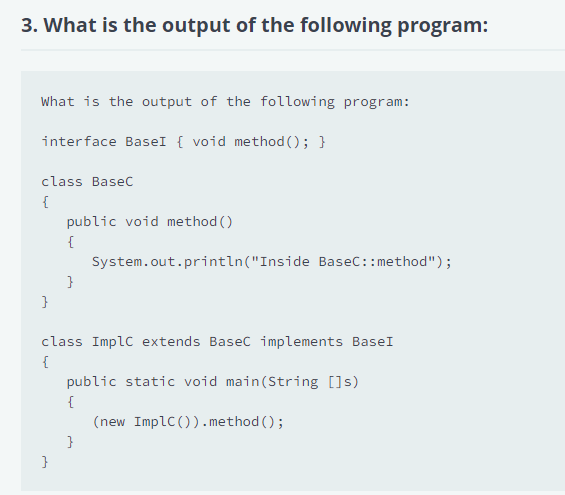 3. What is the output of the following program:
What is the output of the following program:
interface BaseI { void method(); }
class BaseC
{
public void method()
{
System.out.println("Inside BaseC::method");
}
}
class ImplC extends BaseC implements BaseI
{
public static void main(String []s)
{
(new ImplC()).method();
}
}